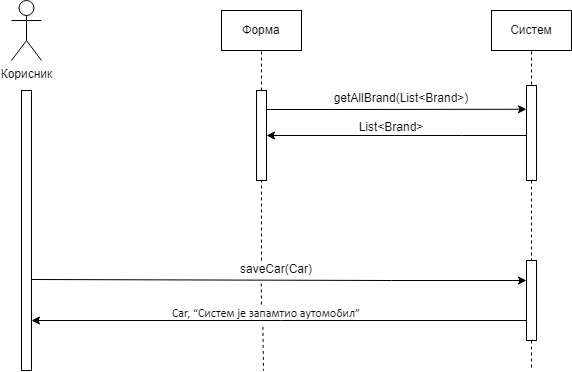 Форма
Систем
Корисник
getAllBrand(List<Brand>)
List<Brand>
saveCar(Car)
Car, “Систем је запамтио аутомобил”